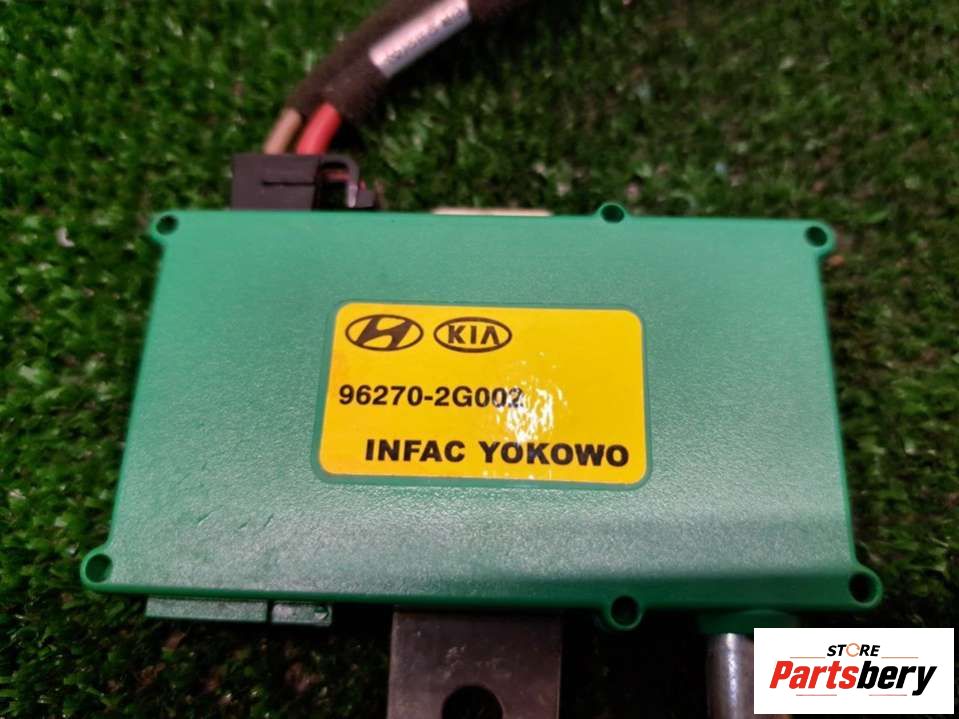 KIA
96270-2G002
INFAC YOKOWO
STORE
Partsbery